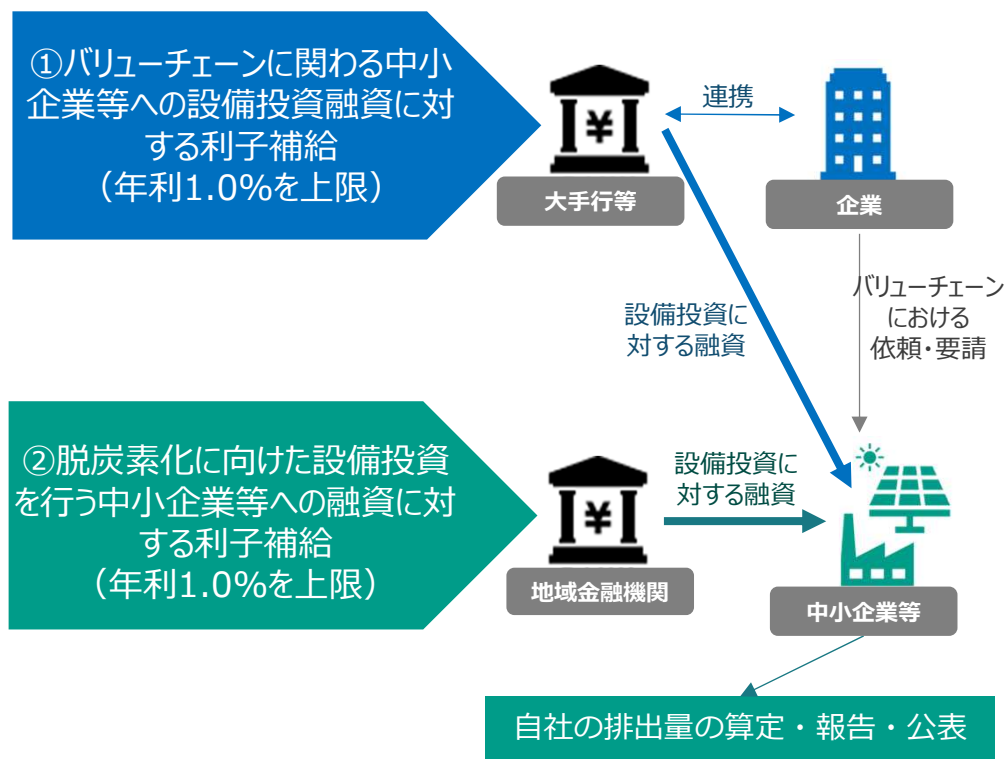 ①バリューチェーンに関わる中小
企業等への設備投資融資に対
する利子補給
（年利1.0%を上限）
¥
連携
大手行等
企業
設備投資に
対する融資
バリューチェーン
における
依頼・要請
②脱炭素化に向けた設備投資
を行う中小企業等への融資に対
する利子補給
（年利1.0%を上限）
¥
設備投資に
対する融資
地域金融機関
中小企業等
自社の排出量の算定・報告・公表